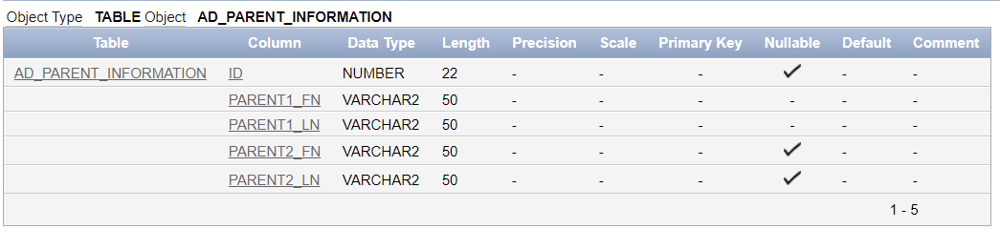 Object Type TABLE Object AD_PARENT_INFORMATION
Table Column Data Type Length Precision Scale Primary Key Nullable Default Comment
AD_PARENT_INFORMATION ID NUMBER 22 - - - ✓ - -
PARENT1_FN VARCHAR2 50 - - - - - -
PARENT1_LN VARCHAR2 50 - - - - - -
PARENT2_FN VARCHAR2 50 - - - ✓ - -
PARENT2_LN VARCHAR2 50 - - - ✓ - -
1 - 5